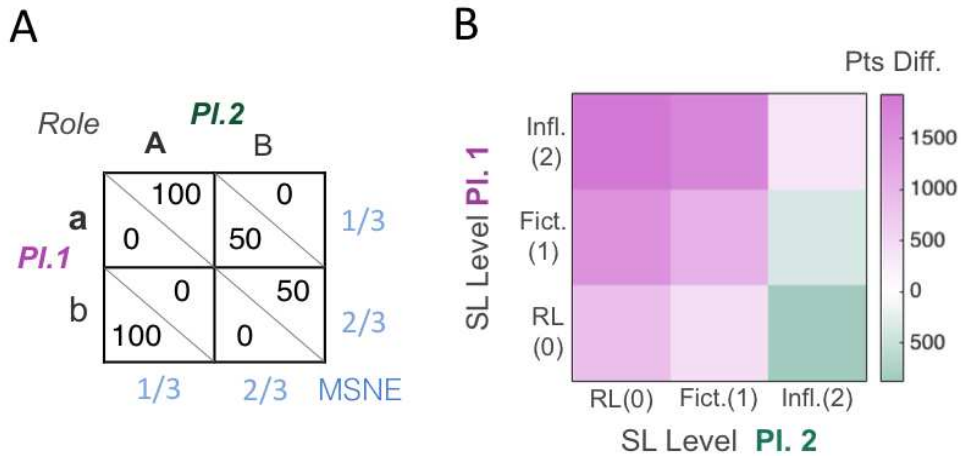 A
Role
Pl.2
A
B
a
100
0
0
50
1/3
Pl.1
b
0
100
50
0
2/3
1/3
2/3
MSNE
B
Pts Diff.
SL Level Pl. 1
Infl.
(2)
Fict.
(1)
RL
(0)
RL(0)
Fict.(1)
Infl.(2)
SL Level Pl. 2
1500
1000
500
0
500